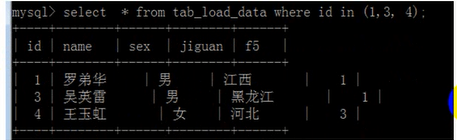 mysql> select * from tab_load_data where id in (1,3, 4);
+----+------+-----+--------+----+
| id | name | sex | jiguan | f5 |
+----+------+-----+--------+----+
| 1 | 罗弟华 | 男 | 江西 | 1 |
| 3 | 吴英雷 | 男 | 黑龙江 | 1 |
| 4 | 王玉虹 | 女 | 河北 | 3 |
+----+------+-----+--------+----+